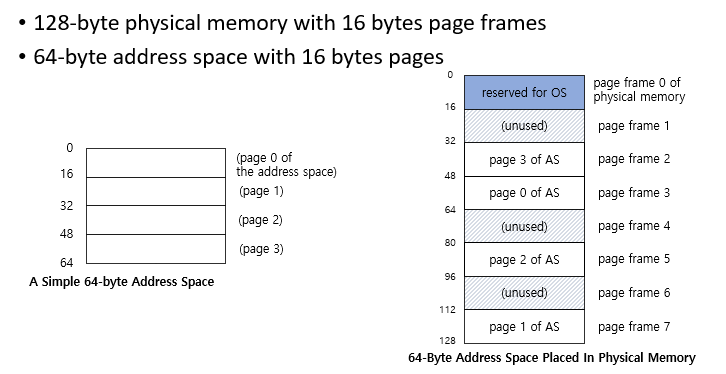 • 128-byte physical memory with 16 bytes page frames
• 64-byte address space with 16 bytes pages
0
16
32
48
64
(page 0 of
the address space)
(page 1)
(page 2)
(page 3)
A Simple 64-byte Address Space
0
reserved for OS
page frame 0 of
physical memory
16
(unused)
page frame 1
32
page 3 of AS
page frame 2
48
page 0 of AS
page frame 3
64
(unused)
page frame 4
80
page 2 of AS
page frame 5
96
(unused)
page frame 6
112
page 1 of AS
page frame 7
128
64-Byte Address Space Placed In Physical Memory